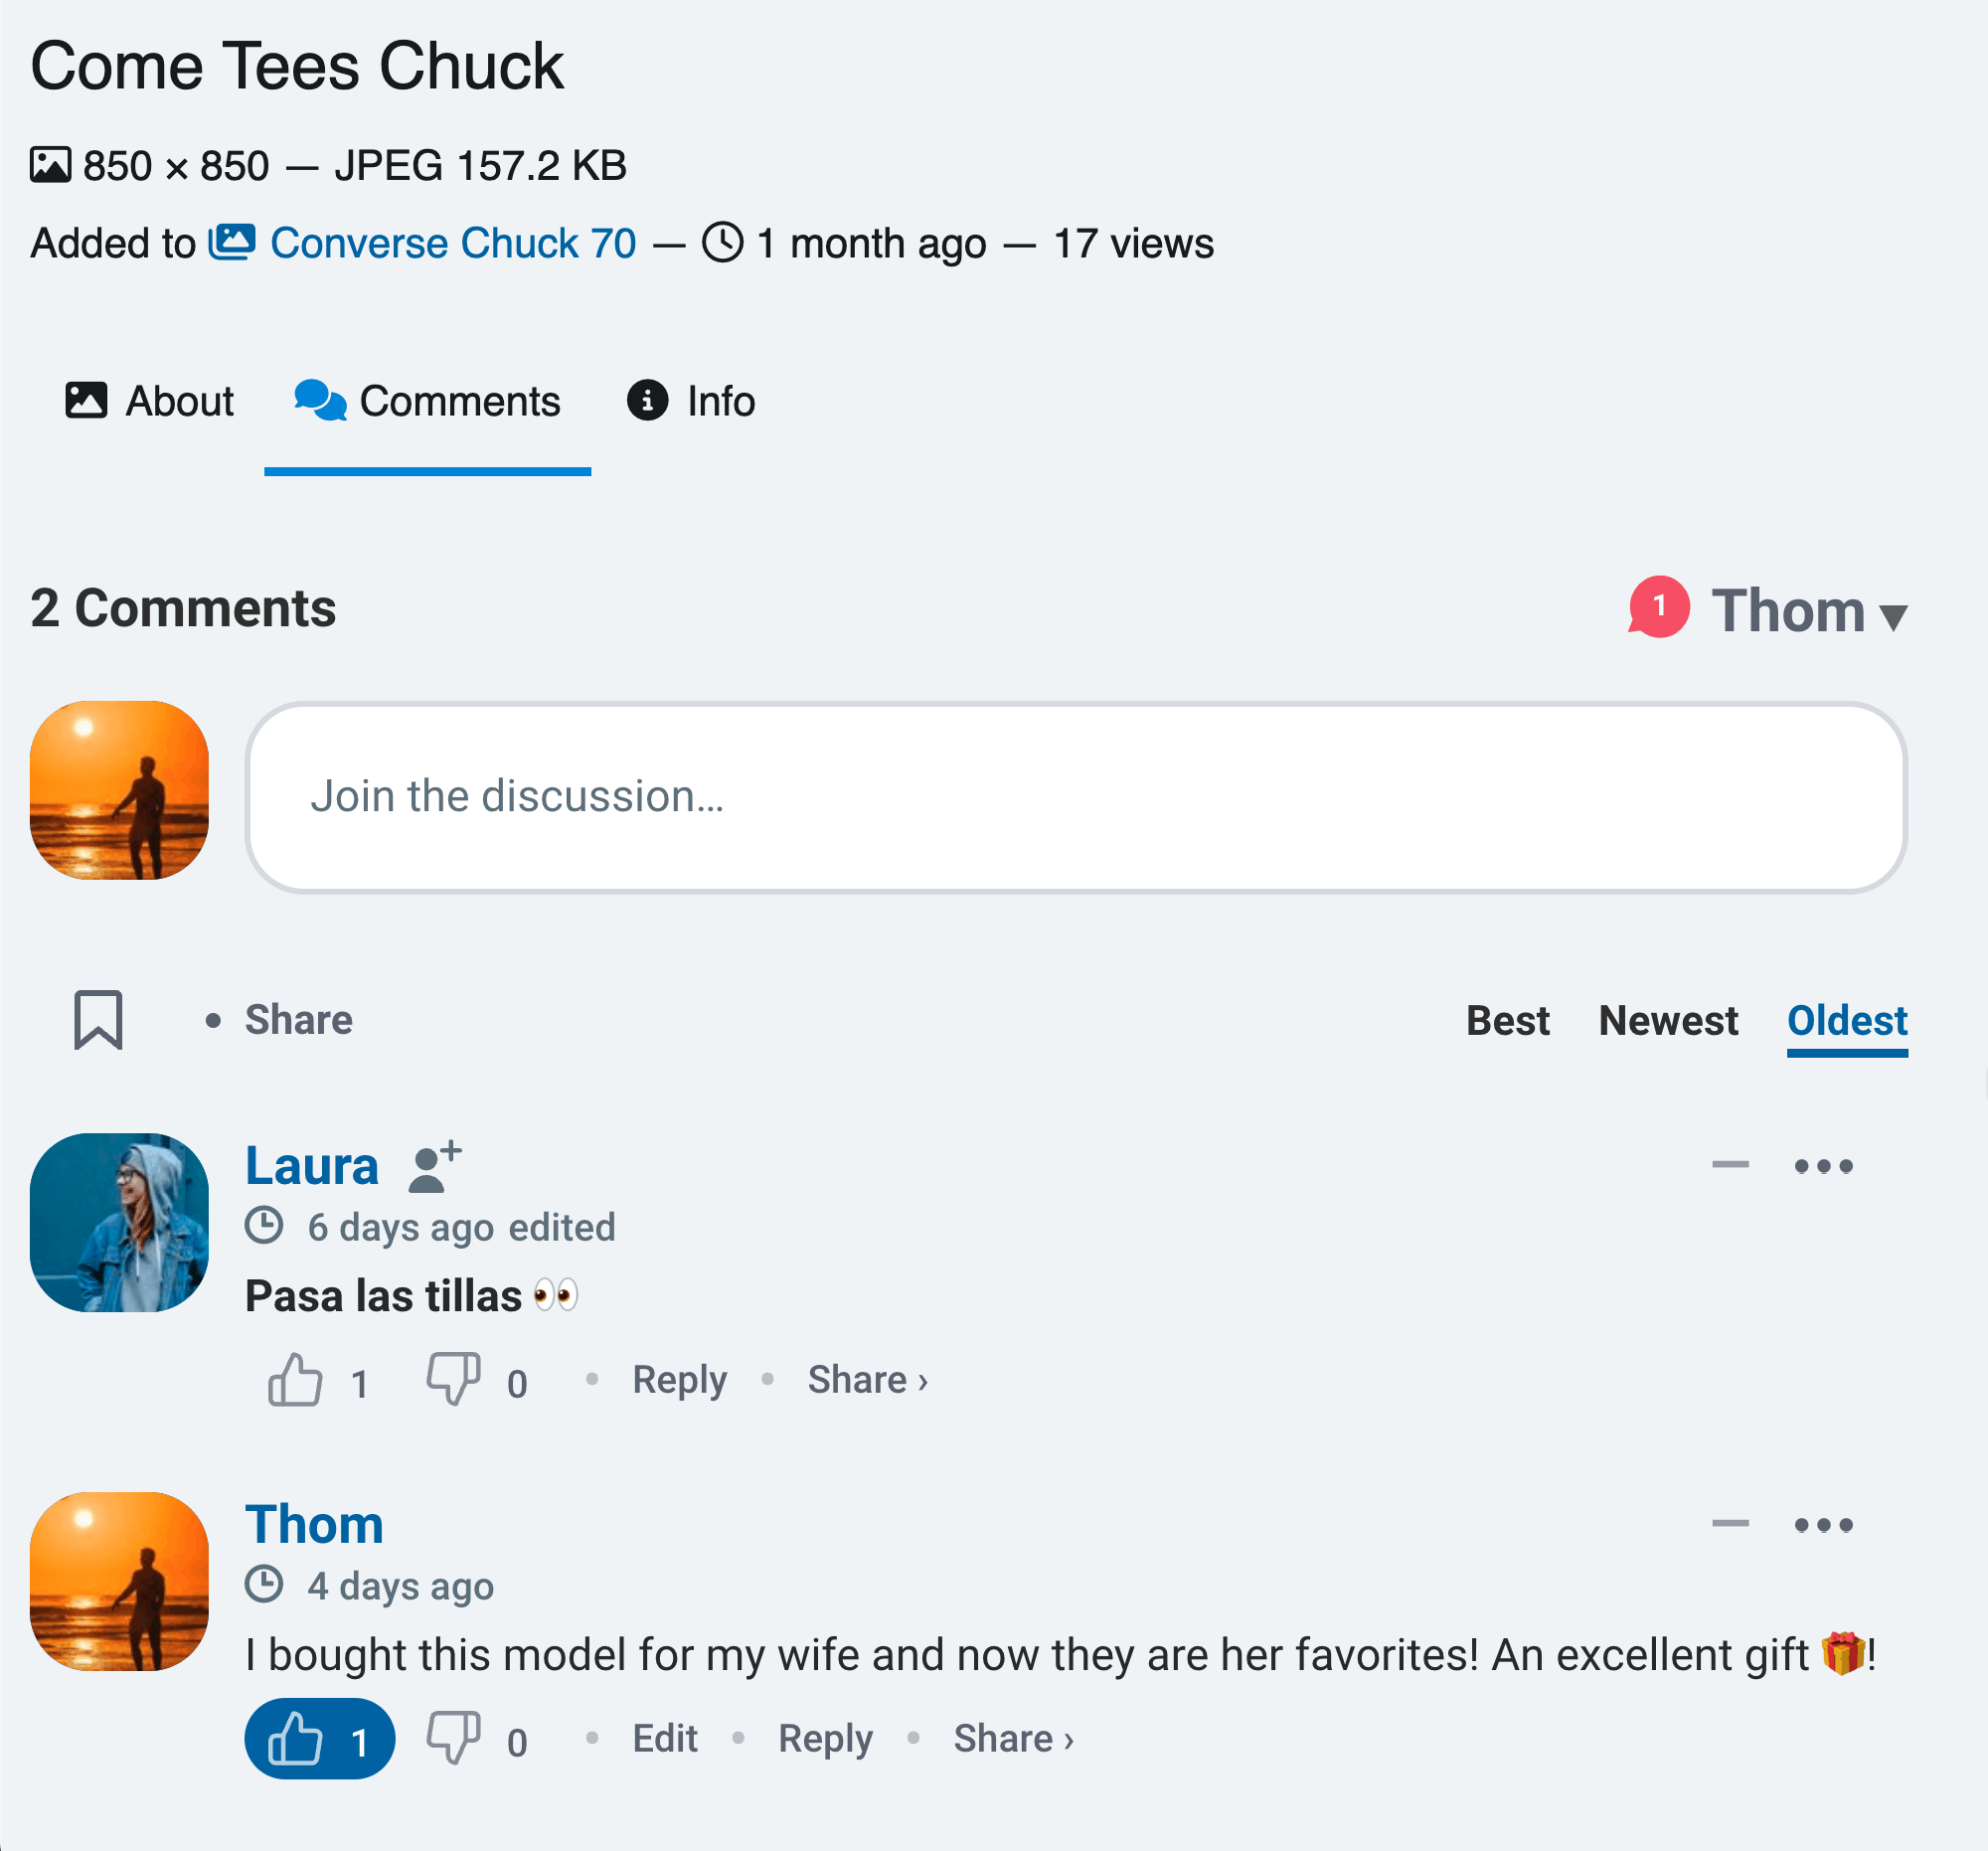 Come Tees Chuck
850 × 850 — JPEG 157.2 KB
Added to Converse Chuck 70 — 1 month ago — 17 views
About Comments Info
2 Comments 1 Thom ▼
Join the discussion...
• Share Best Newest Oldest
Laura
6 days ago edited
Pasa las tillas 👀
1 0 • Reply • Share ›
Thom
4 days ago
I bought this model for my wife and now they are her favorites! An excellent gift 🎁!
1 0 • Edit • Reply • Share ›